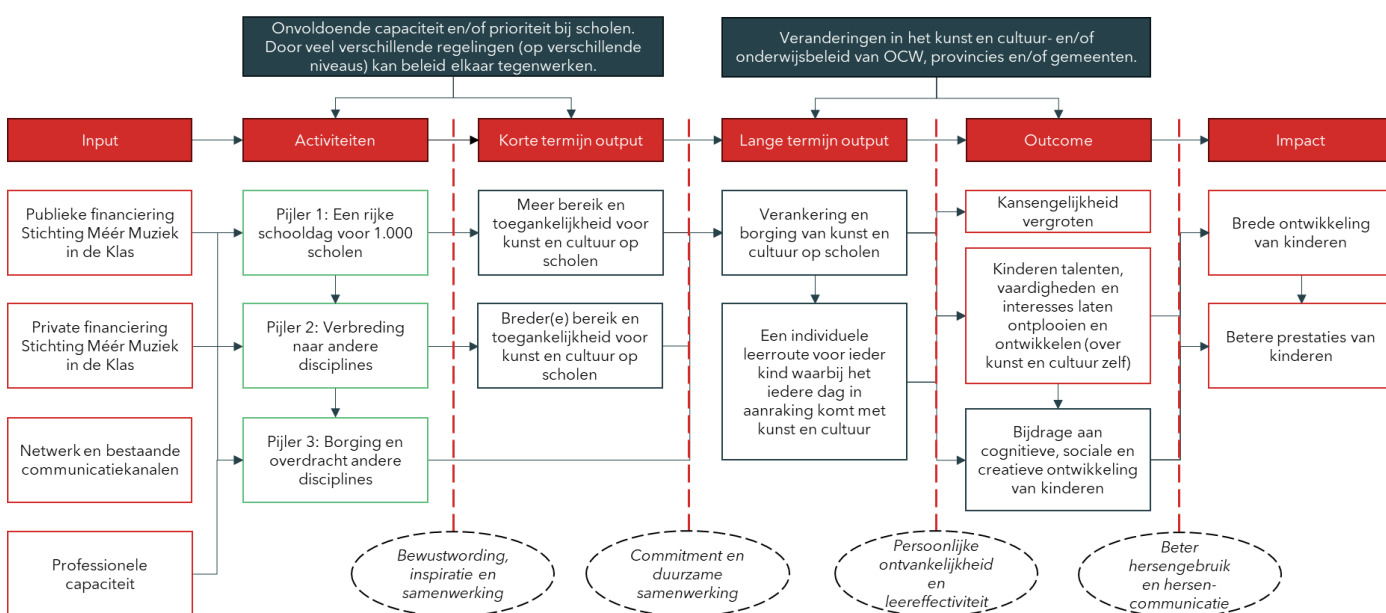 Onvoldoende capaciteit en/of prioriteit bij scholen.
Door veel verschillende regelingen (op verschillende
niveaus) kan beleid elkaar tegenwerken.
Veranderingen in het kunst en cultuur- en/of
onderwijsbeleid van OCW, provincies en/of gemeenten.
Input
Activiteiten
Korte termijn output
Lange termijn output
Outcome
Impact
Publieke financiering
Stichting Méér Muziek
in de Klas
Private financiering
Stichting Méér Muziek
in de Klas
Netwerk en bestaande
communicatiekanalen
Professionele
capaciteit
Pijler 1: Een rijke
schooldag voor 1.000
scholen
Pijler 2: Verbreding
naar andere
disciplines
Pijler 3: Borging en
overdracht andere
disciplines
Meer bereik en
toegankelijkheid voor
kunst en cultuur op
scholen
Breder(e) bereik en
toegankelijkheid voor
kunst en cultuur op
scholen
Verankering en
borging van kunst en
cultuur op scholen
Een individuele
leerroute voor ieder
kind waarbij het
iedere dag in
aanraking komt met
kunst en cultuur
Kansengelijkheid
vergroten
Kinderen talenten,
vaardigheden en
interesses laten
ontplooien en
ontwikkelen (over
kunst en cultuur zelf)
Bijdrage aan
cognitieve, sociale en
creatieve ontwikkeling
van kinderen
Brede ontwikkeling
van kinderen
Betere prestaties van
kinderen
Bewustwording,
inspiratie en
samenwerking
Commitment en
duurzame
samenwerking
Persoonlijke
ontvankelijkheid
en
leereffectiviteit
Beter
hersengebruik
en hersen-
communicatie